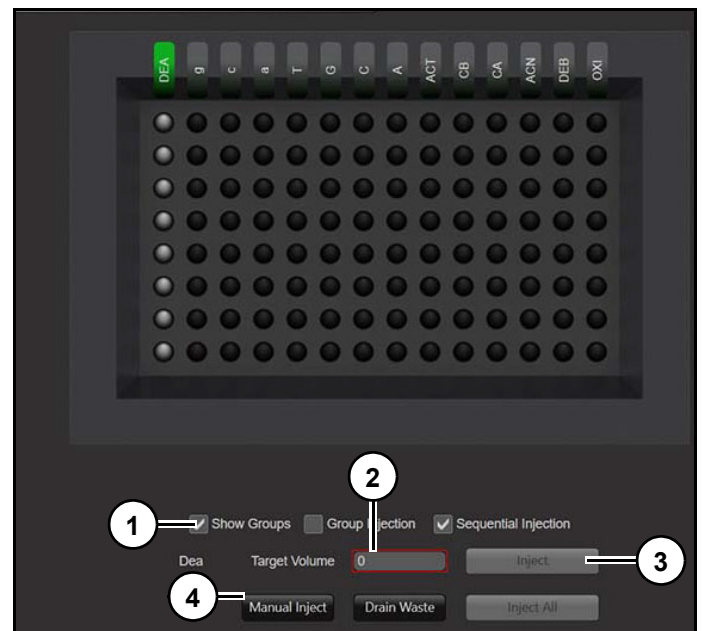 DEA g c a T G C A ACT CB CA ACN DEB OXI
2
1 Show Groups Group Injection Sequential Injection
Dea Target Volume 0 Inject 3
4
Manual Inject Drain Waste Inject All